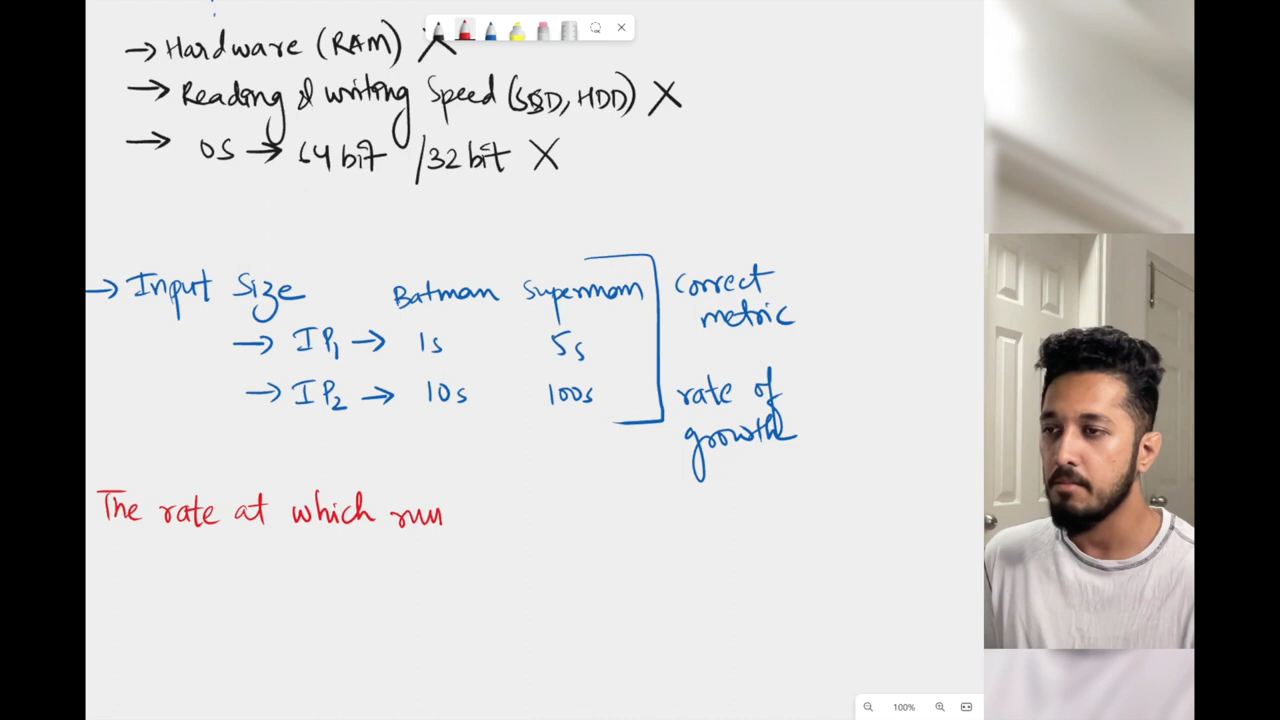 → Hardware (RAM) X
→ Reading & writing Speed (SSD, HDD) X
→ OS → 64 bit / 32 bit X
→ Input Size Batman Superman correct metric
→ IP1 → 1s 5s
→ IP2 → 10s 100s rate of growth
The rate at which run
100%